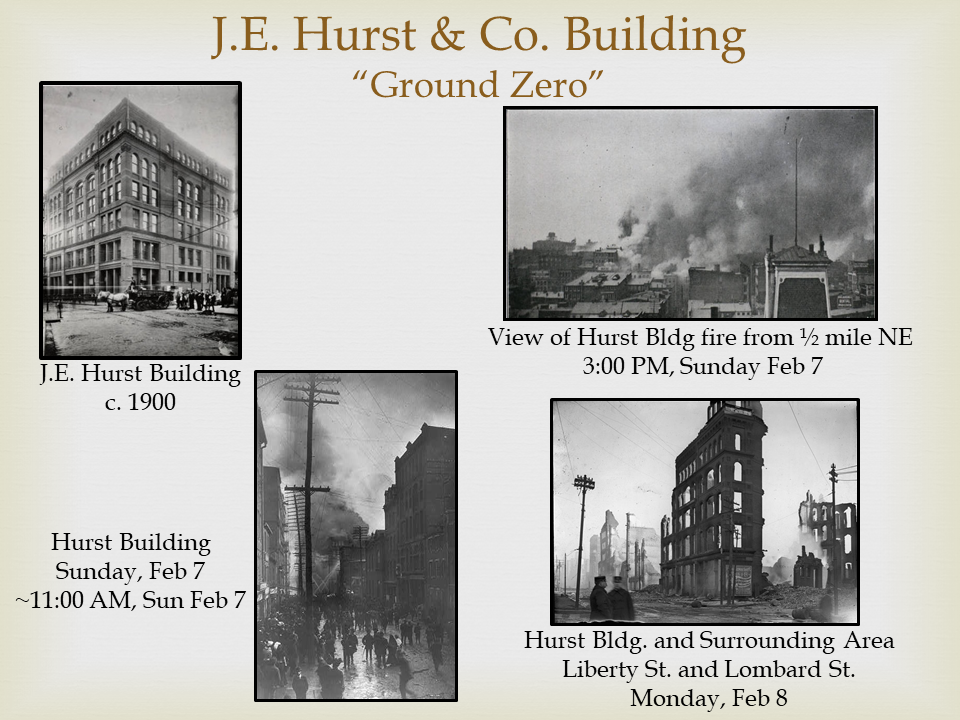 J.E. Hurst & Co. Building
“Ground Zero”
J.E. Hurst Building
c. 1900
View of Hurst Bldg fire from ½ mile NE
3:00 PM, Sunday Feb 7
Hurst Building
Sunday, Feb 7
~11:00 AM, Sun Feb 7
Hurst Bldg. and Surrounding Area
Liberty St. and Lombard St.
Monday, Feb 8